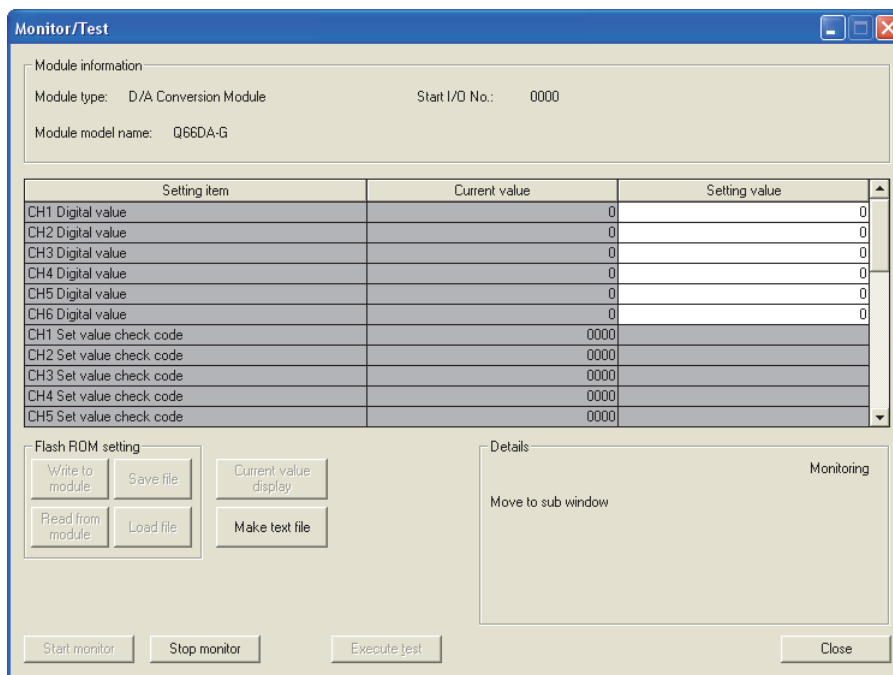 Monitor/Test
Module information
Module type: D/A Conversion Module Start I/O No.: 0000
Module model name: Q66DA-G
Setting item Current value Setting value
CH1 Digital value 0 0
CH2 Digital value 0 0
CH3 Digital value 0 0
CH4 Digital value 0 0
CH5 Digital value 0 0
CH6 Digital value 0 0
CH1 Set value check code 0000
CH2 Set value check code 0000
CH3 Set value check code 0000
CH4 Set value check code 0000
CH5 Set value check code 0000
Flash ROM setting
Write to
module
Save file
Current value
display
Read from
module
Load file
Make text file
Details
Monitoring
Move to sub window
Start monitor Stop monitor Execute test Close